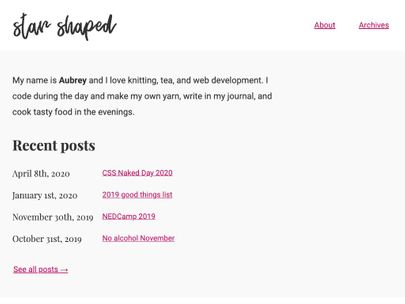 star shaped
About Archives
My name is Aubrey and I love knitting, tea, and web development. I
code during the day and make my own yarn, write in my journal, and
cook tasty food in the evenings.
Recent posts
April 8th, 2020 CSS Naked Day 2020
January 1st, 2020 2019 good things list
November 30th, 2019 NEDCamp 2019
October 31st, 2019 No alcohol November
See all posts →